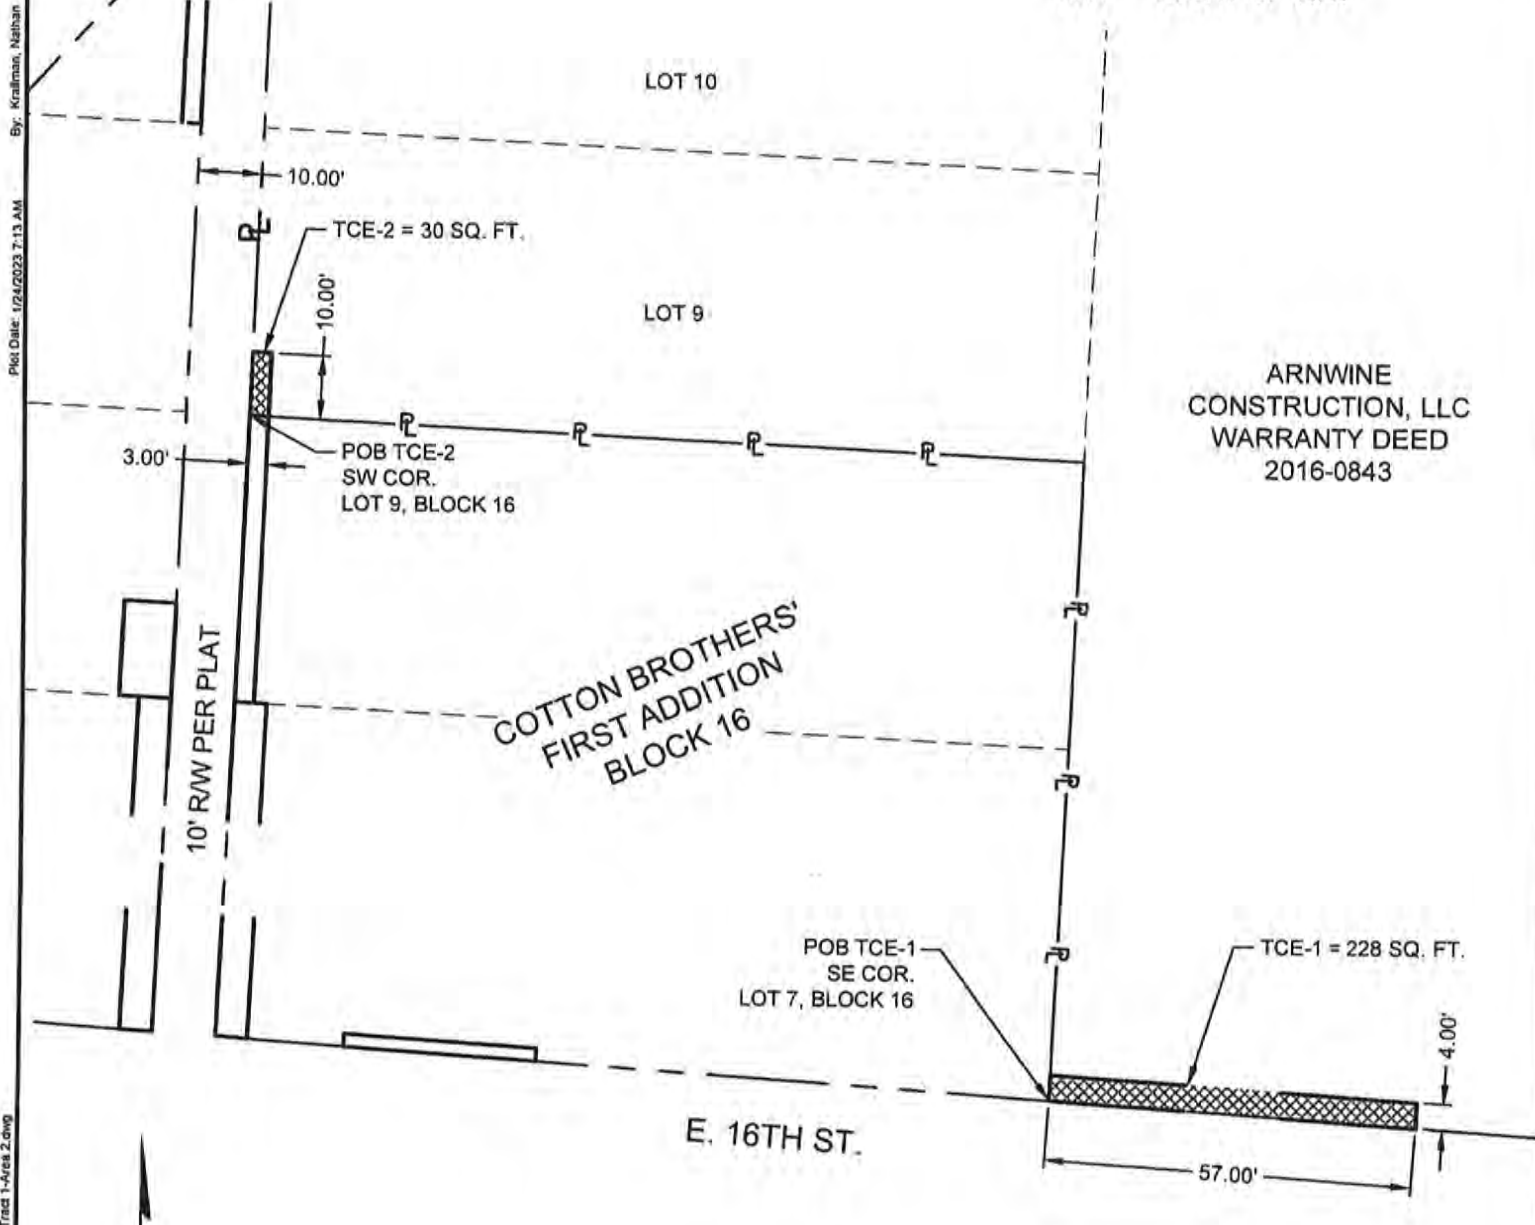 By: Krallman, Nathan
Plot Date: 1/24/2023 7:13 AM
Tract 1-Area 2.dwg
LOT 10
10.00'
PL
TCE-2 = 30 SQ. FT.
10.00'
LOT 9
ARNWINE
CONSTRUCTION, LLC
WARRANTY DEED
2016-0843
PL PL PL PL
3.00'
POB TCE-2
SW COR.
LOT 9, BLOCK 16
PL
COTTON BROTHERS'
FIRST ADDITION
BLOCK 16
10' R/W PER PLAT
PL
POB TCE-1
SE COR.
LOT 7, BLOCK 16
PL
TCE-1 = 228 SQ. FT.
4.00'
E. 16TH ST.
57.00'